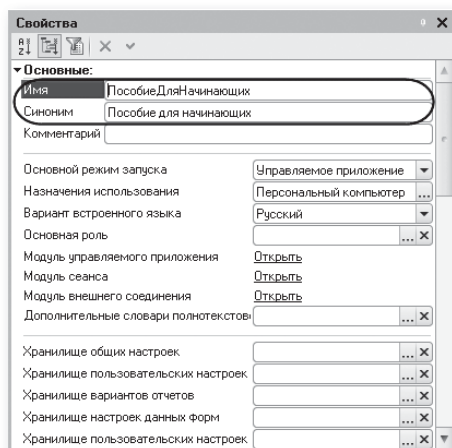 Свойства
Основные:
Имя ПособиеДляНачинающих
Синоним Пособие для начинающих
Комментарий
Основной режим запуска Управляемое приложение
Назначения использования Персональный компьютер ...
Вариант встроенного языка Русский
Основная роль ...
Модуль управляемого приложения Открыть
Модуль сеанса Открыть
Модуль внешнего соединения Открыть
Дополнительные словари полнотекстов ...
Хранилище общих настроек ...
Хранилище пользовательских настроек ...
Хранилище вариантов отчетов ...
Хранилище настроек данных форм ...
Хранилище пользовательских настроек ...